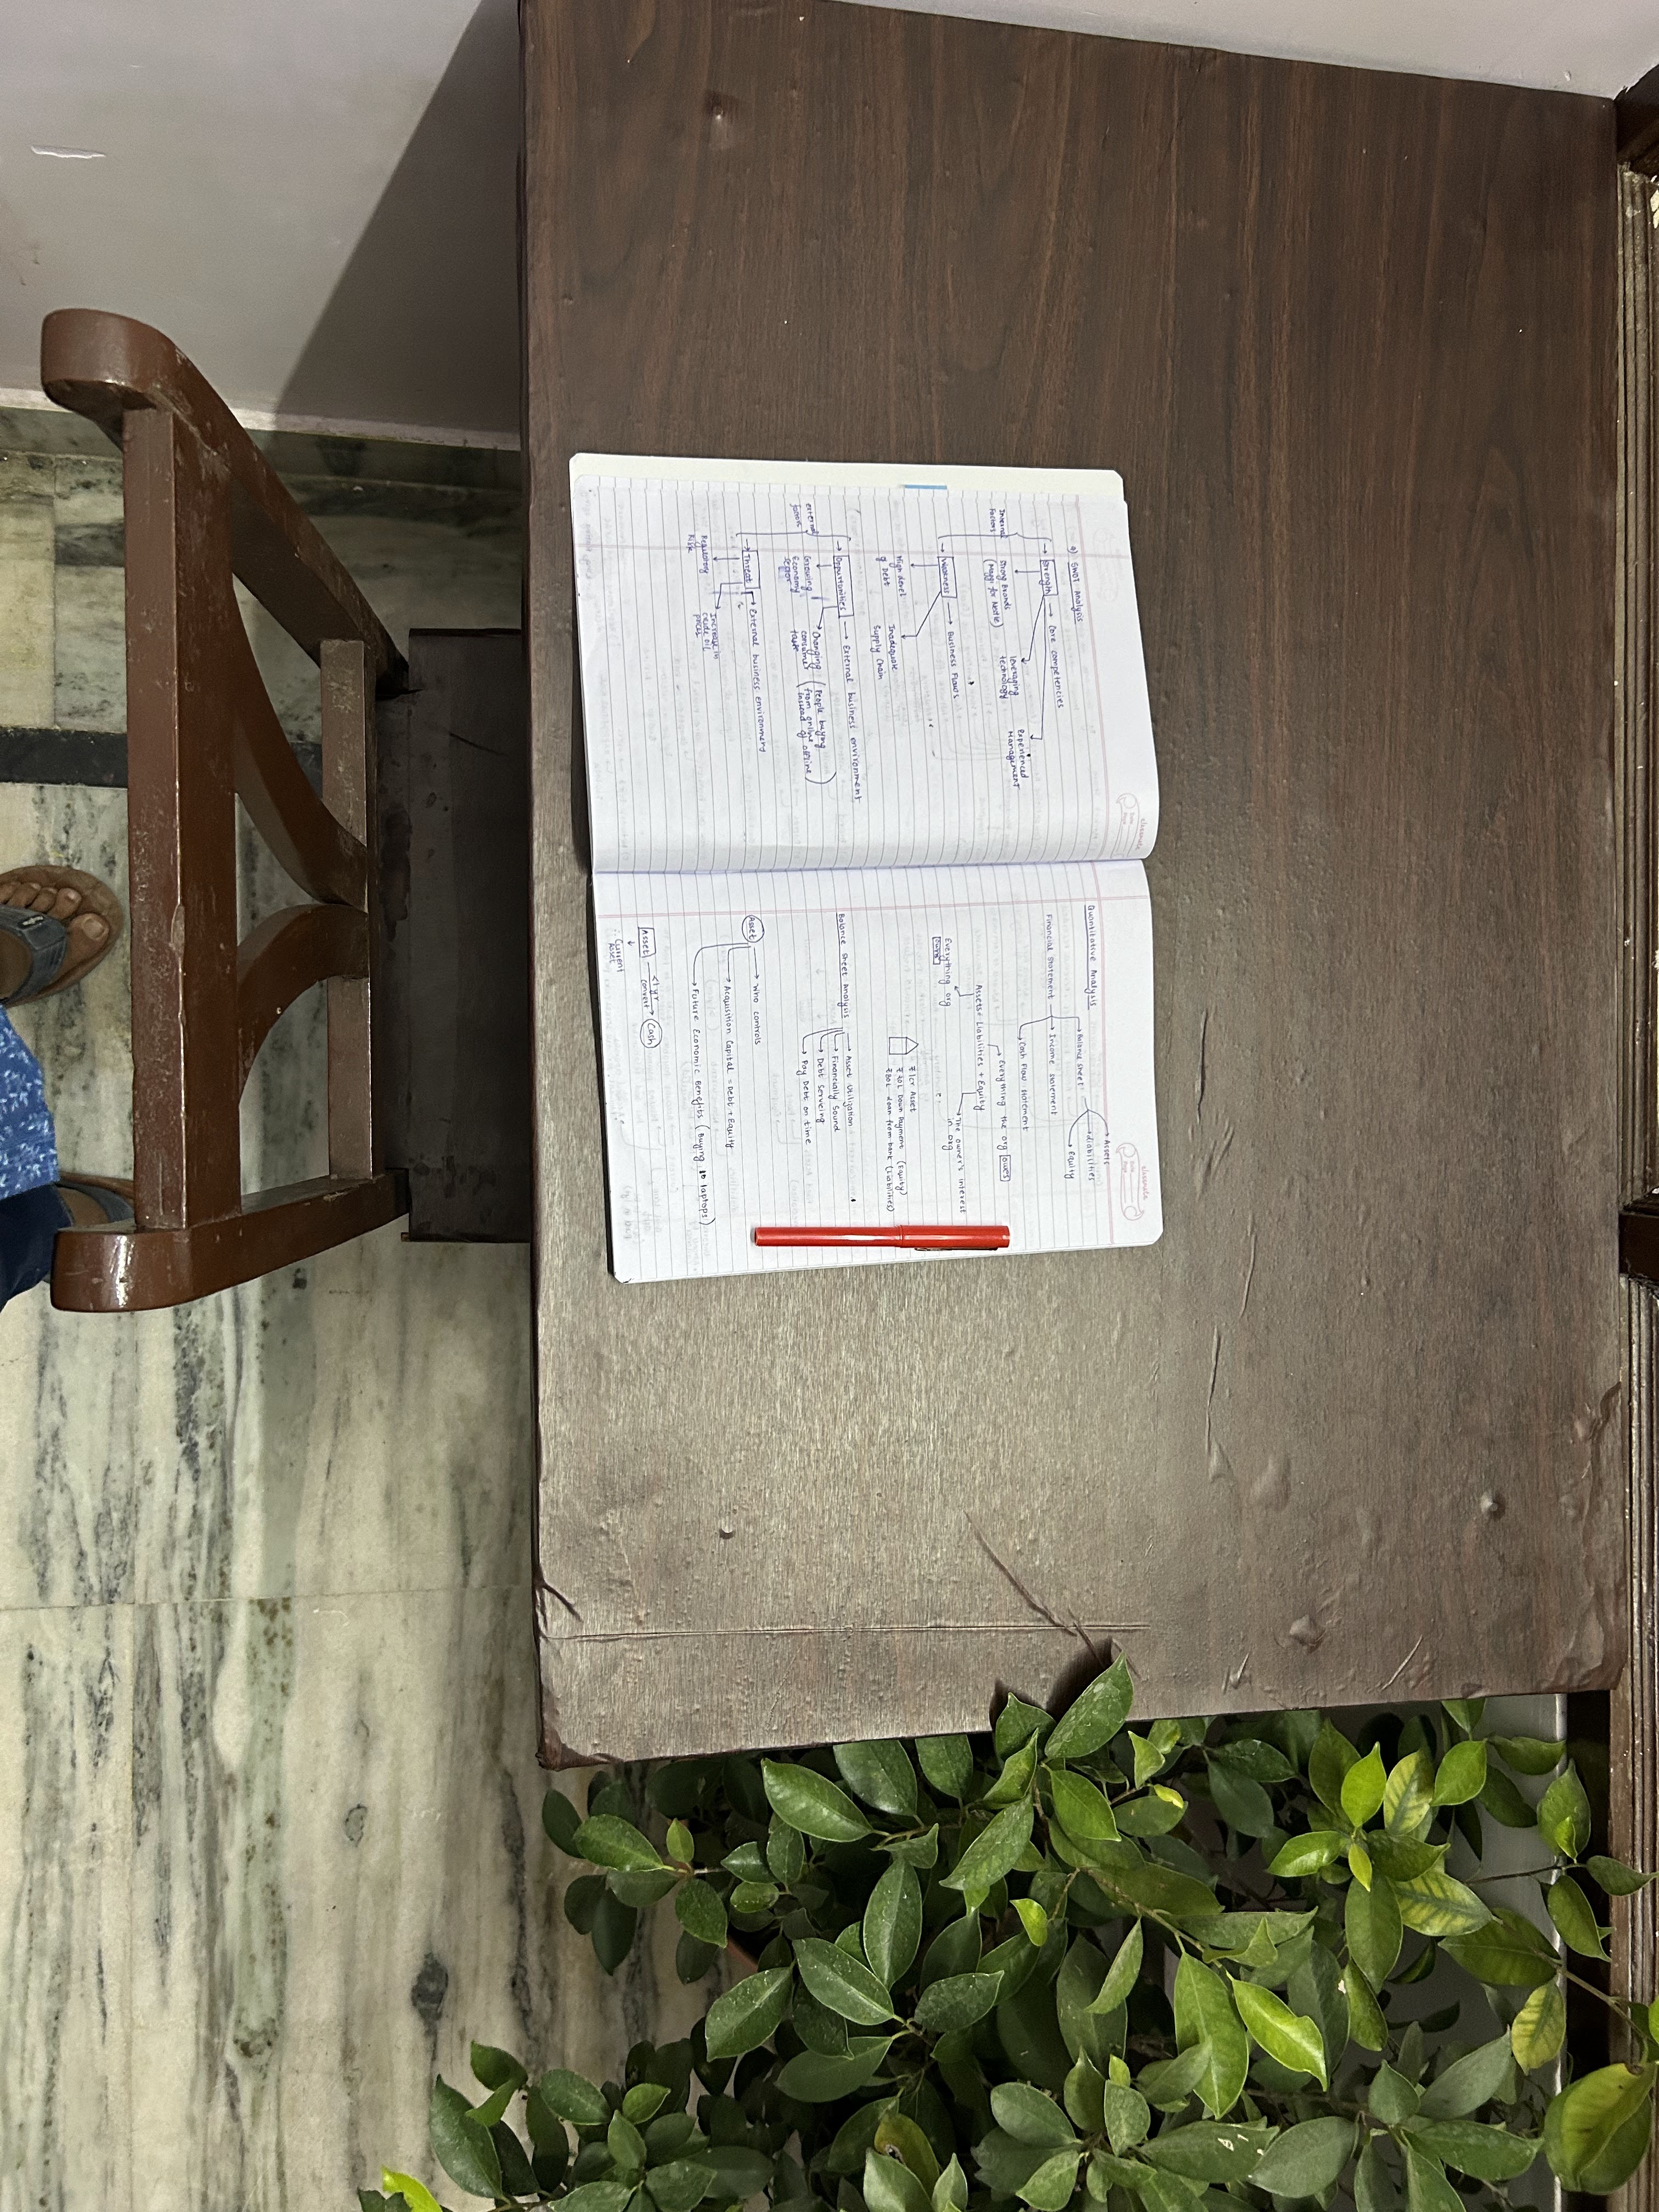 a) SWOT Analysis
Strength → Core competencies
Internal Factors
Strong Brands (Maggi for Nestle)
leveraging technology
Experienced Management
Weakness → Business Flaws
High level of Debt
Inadequate Supply Chain
Opportunities → External business environment
external factors
Growing Economy
Changing consumer taste
(People buying from online instead of offline)
Threat → External business environment
Regulatory Risk
Increase in crude oil prices
classmate
Date
Page
Quantitative Analysis
Financial Statement → Balance sheet → Assets
→ Liabilities
→ Equity
→ Income statement
→ Cash Flow statement
Assets = Liabilities + Equity
Everything the org owes
Everything org owns
The owner's interest in org
₹ 1cr Asset
₹ 20L Down Payment (Equity)
₹ 80L loan from bank (Liabilities)
Balance Sheet Analysis → Asset Utilization
→ Financially Sound
→ Debt Serveing
→ Pay Debt on time
Asset → Who controls
→ Acquisition Capital = Debt + Equity
→ Future Economic Benefits (Buying 10 laptops)
Asset <1yr convert → Cash
∴ Current Asset
classmate
Date
Page